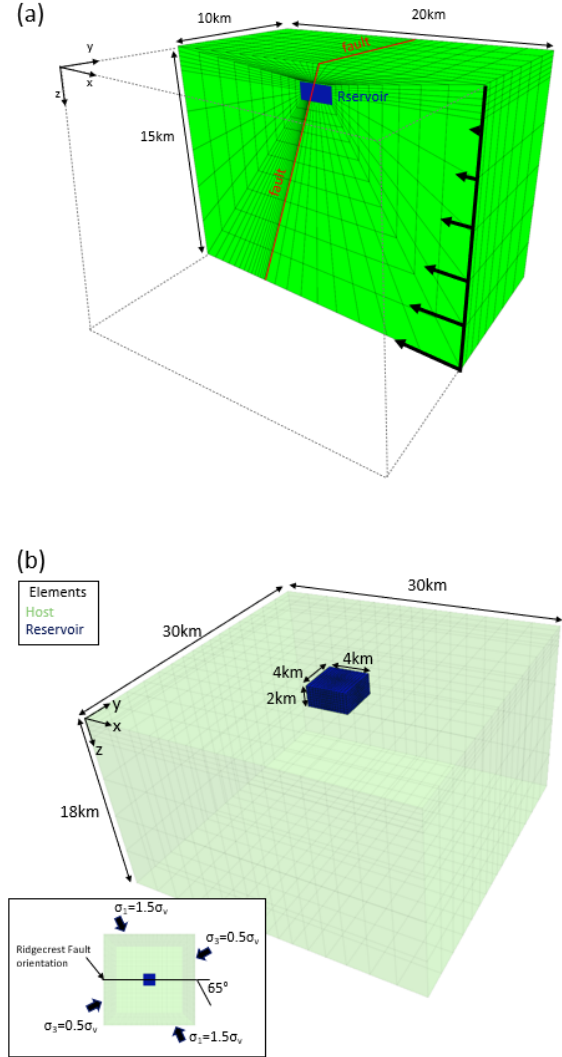 (a)
10km
20km
y
x
z
fault
Rservoir
15km
fault
(b)
Elements
Host
Reservoir
30km
30km
4km
4km
2km
y
x
z
18km
σ₁=1.5σᵥ
Ridgecrest Fault
orientation
σ₃=0.5σᵥ
65°
σ₃=0.5σᵥ
σ₁=1.5σᵥ